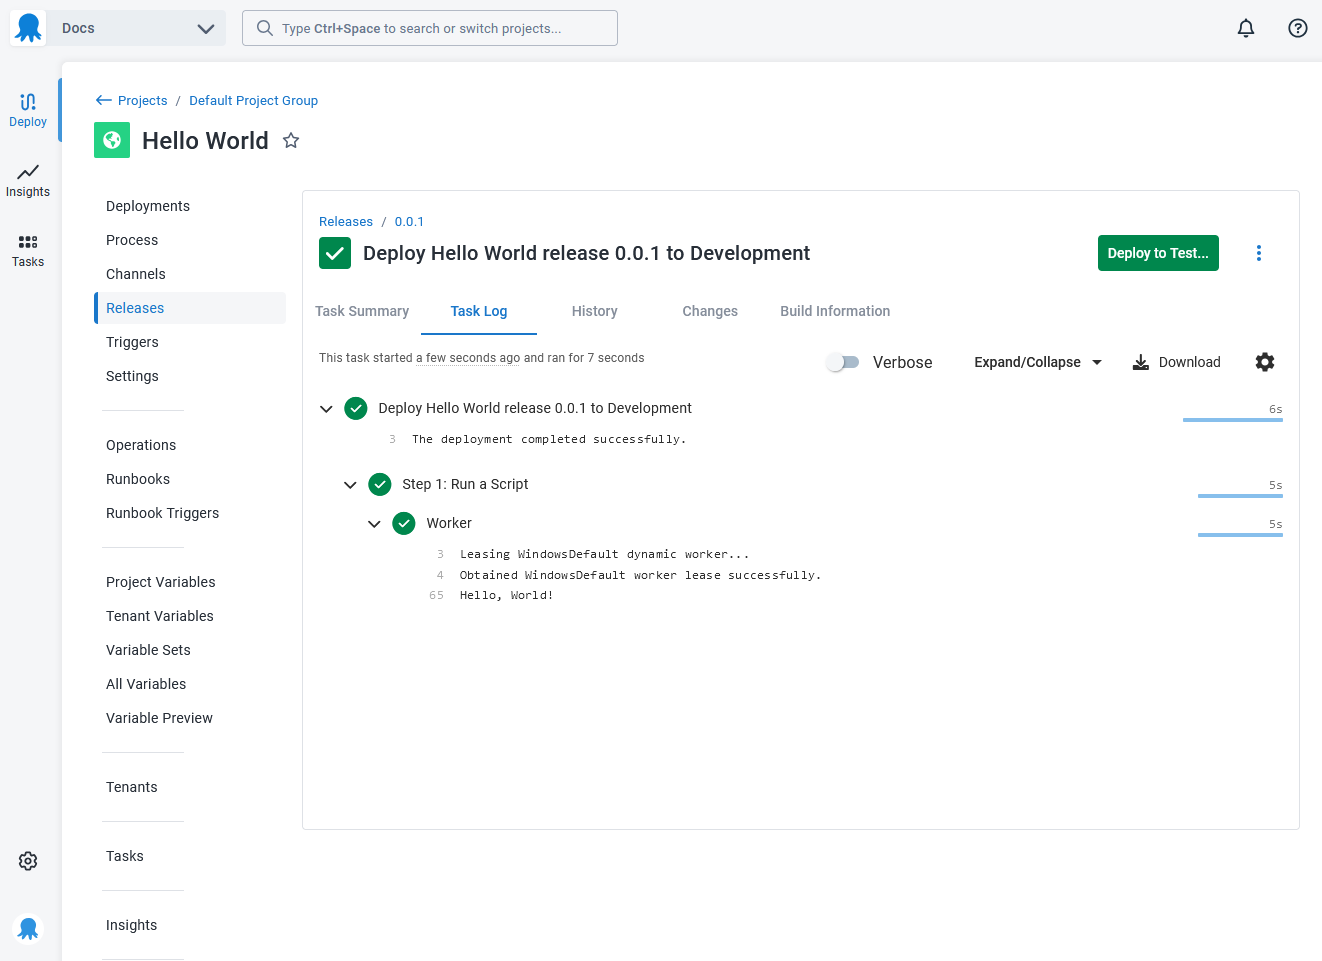 Docs
Type Ctrl+Space to search or switch projects...
Deploy
Insights
Tasks
Projects / Default Project Group
Hello World
Deployments
Process
Channels
Releases
Triggers
Settings
Operations
Runbooks
Runbook Triggers
Project Variables
Tenant Variables
Variable Sets
All Variables
Variable Preview
Tenants
Tasks
Insights
Releases / 0.0.1
Deploy Hello World release 0.0.1 to Development
Deploy to Test...
Task Summary Task Log History Changes Build Information
This task started a few seconds ago and ran for 7 seconds
Verbose Expand/Collapse Download
Deploy Hello World release 0.0.1 to Development 6s
3 The deployment completed successfully.
Step 1: Run a Script 5s
Worker 5s
3 Leasing WindowsDefault dynamic worker...
4 Obtained WindowsDefault worker lease successfully.
65 Hello, World!